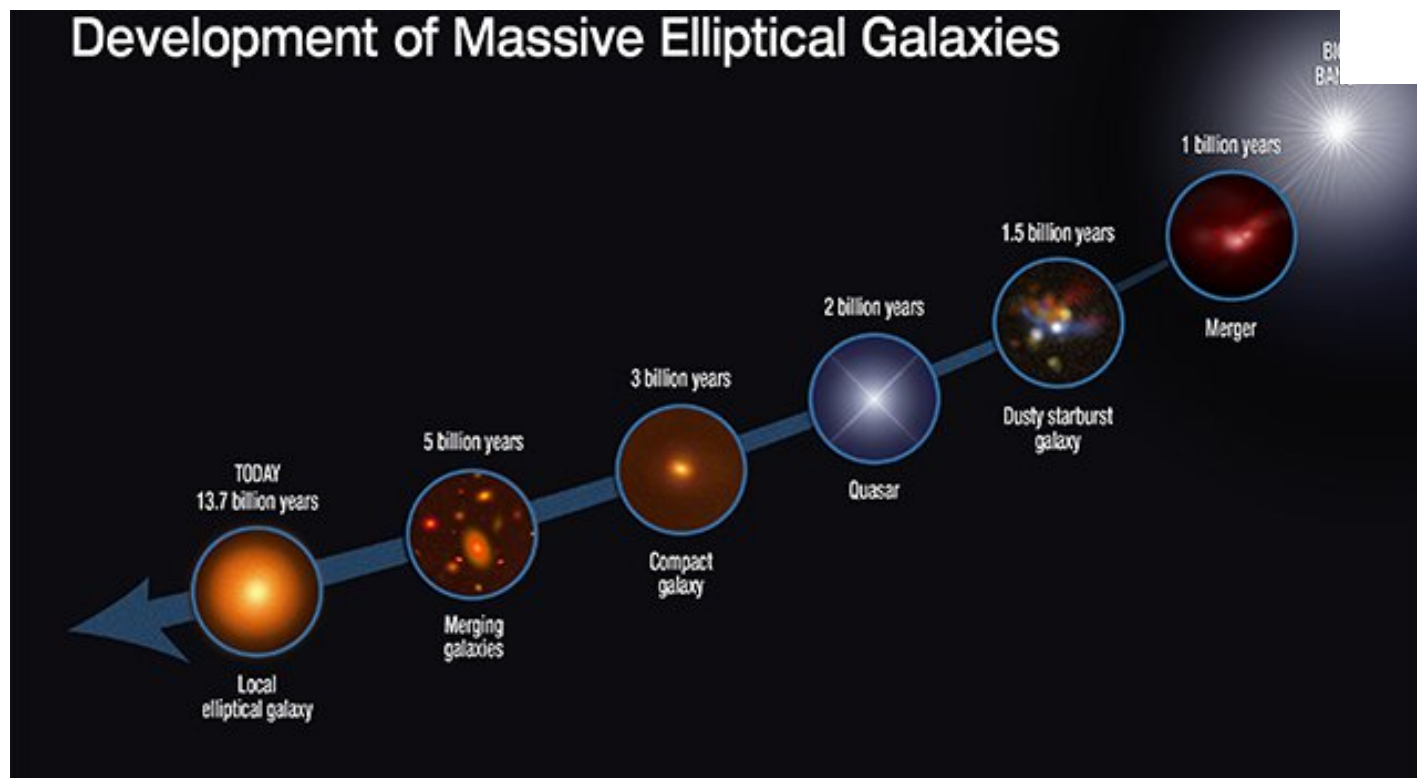 Development of Massive Elliptical Galaxies
1 billion years
Merger
1.5 billion years
Dusty starburst
galaxy
2 billion years
Quasar
3 billion years
Compact
galaxy
5 billion years
Merging
galaxies
TODAY
13.7 billion years
Local
elliptical galaxy